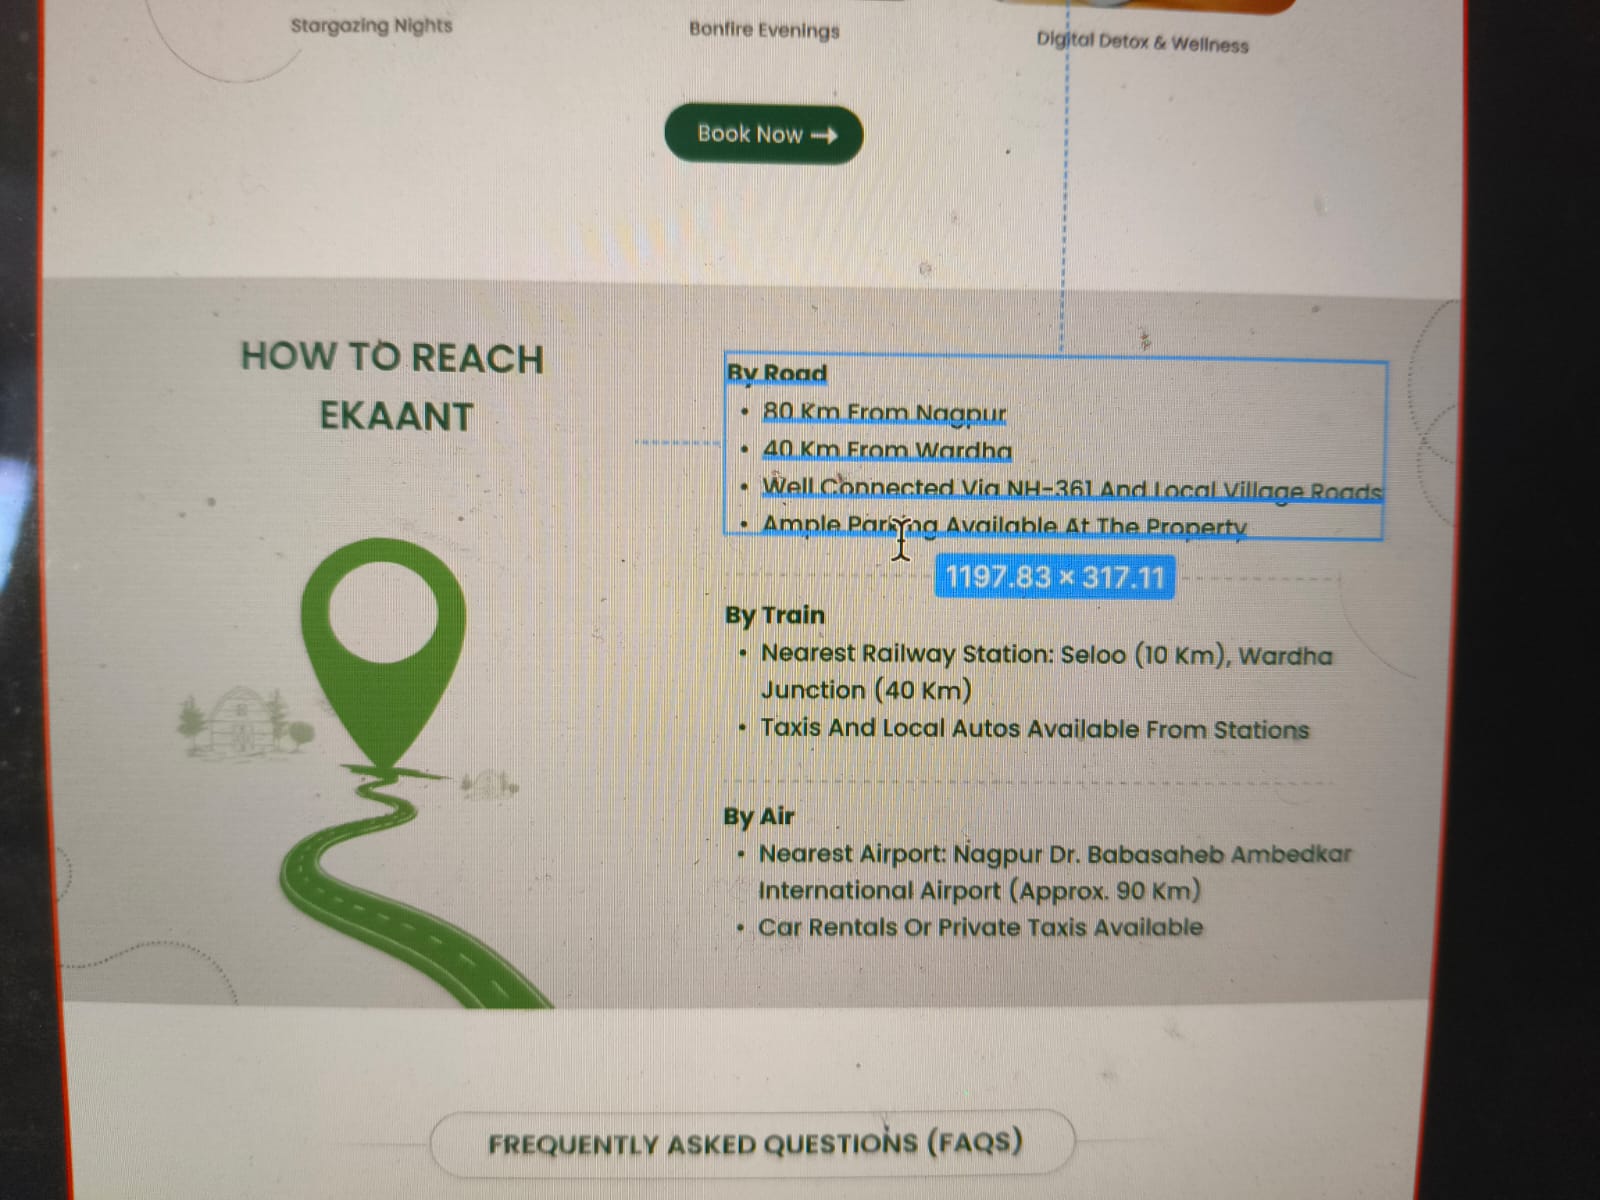 Stargazing Nights
Bonfire Evenings
Digital Detox & Wellness
Book Now
HOW TO REACH
EKAANT
By Road
• 80 Km From Nagpur
• 40 Km From Wardha
• Well Connected Via NH-361 And Local Village Roads
• Ample Parking Available At The Property
1197.83 × 317.11
By Train
• Nearest Railway Station: Seloo (10 Km), Wardha
Junction (40 Km)
• Taxis And Local Autos Available From Stations
By Air
• Nearest Airport: Nagpur Dr. Babasaheb Ambedkar
International Airport (Approx. 90 Km)
• Car Rentals Or Private Taxis Available
FREQUENTLY ASKED QUESTIONS (FAQS)